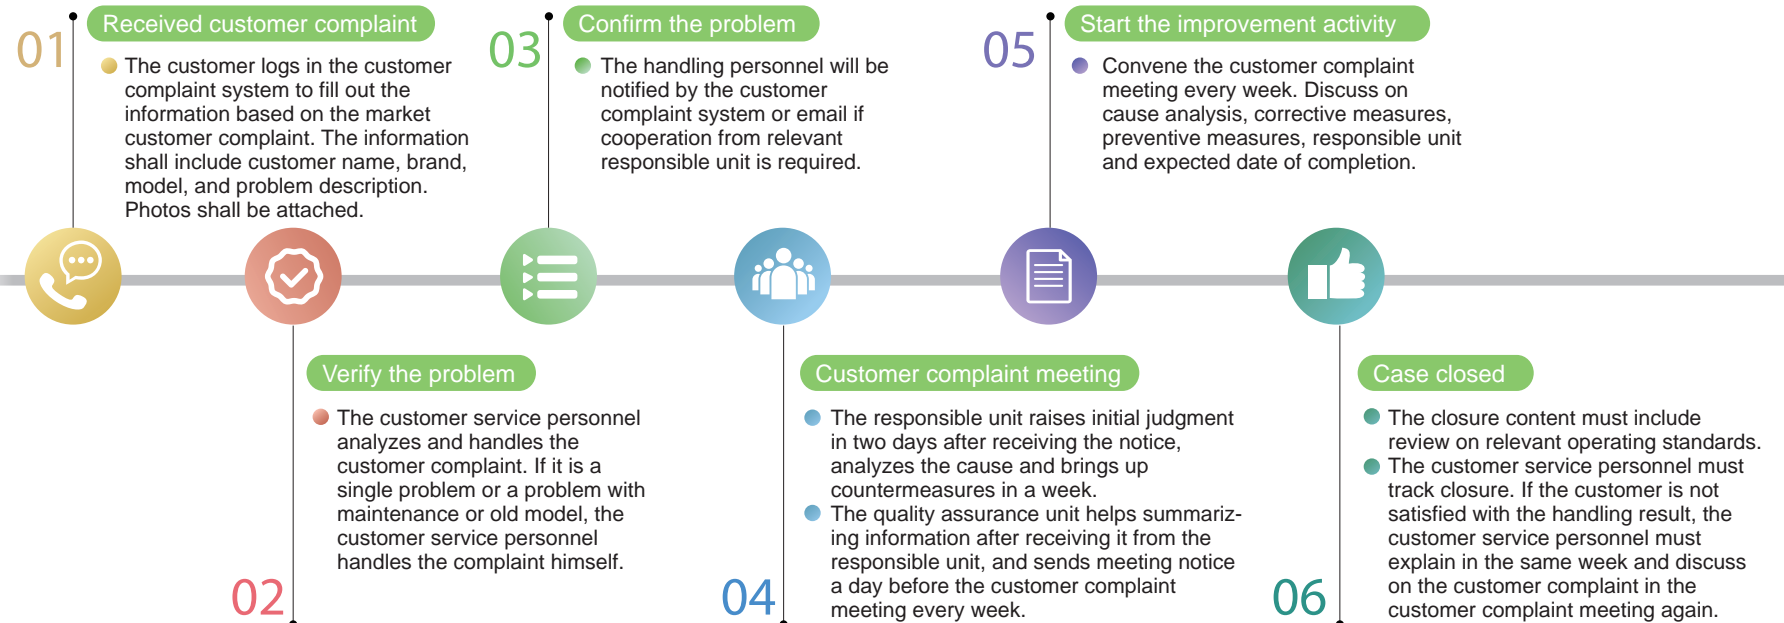 01
Received customer complaint
The customer logs in the customer
complaint system to fill out the
information based on the market
customer complaint. The information
shall include customer name, brand,
model, and problem description.
Photos shall be attached.
02
Verify the problem
The customer service personnel
analyzes and handles the
customer complaint. If it is a
single problem or a problem with
maintenance or old model, the
customer service personnel
handles the complaint himself.
03
Confirm the problem
The handling personnel will be
notified by the customer
complaint system or email if
cooperation from relevant
responsible unit is required.
04
Customer complaint meeting
The responsible unit raises initial judgment
in two days after receiving the notice,
analyzes the cause and brings up
countermeasures in a week.
The quality assurance unit helps summariz-
ing information after receiving it from the
responsible unit, and sends meeting notice
a day before the customer complaint
meeting every week.
05
Start the improvement activity
Convene the customer complaint
meeting every week. Discuss on
cause analysis, corrective measures,
preventive measures, responsible unit
and expected date of completion.
06
Case closed
The closure content must include
review on relevant operating standards.
The customer service personnel must
track closure. If the customer is not
satisfied with the handling result, the
customer service personnel must
explain in the same week and discuss
on the customer complaint in the
customer complaint meeting again.